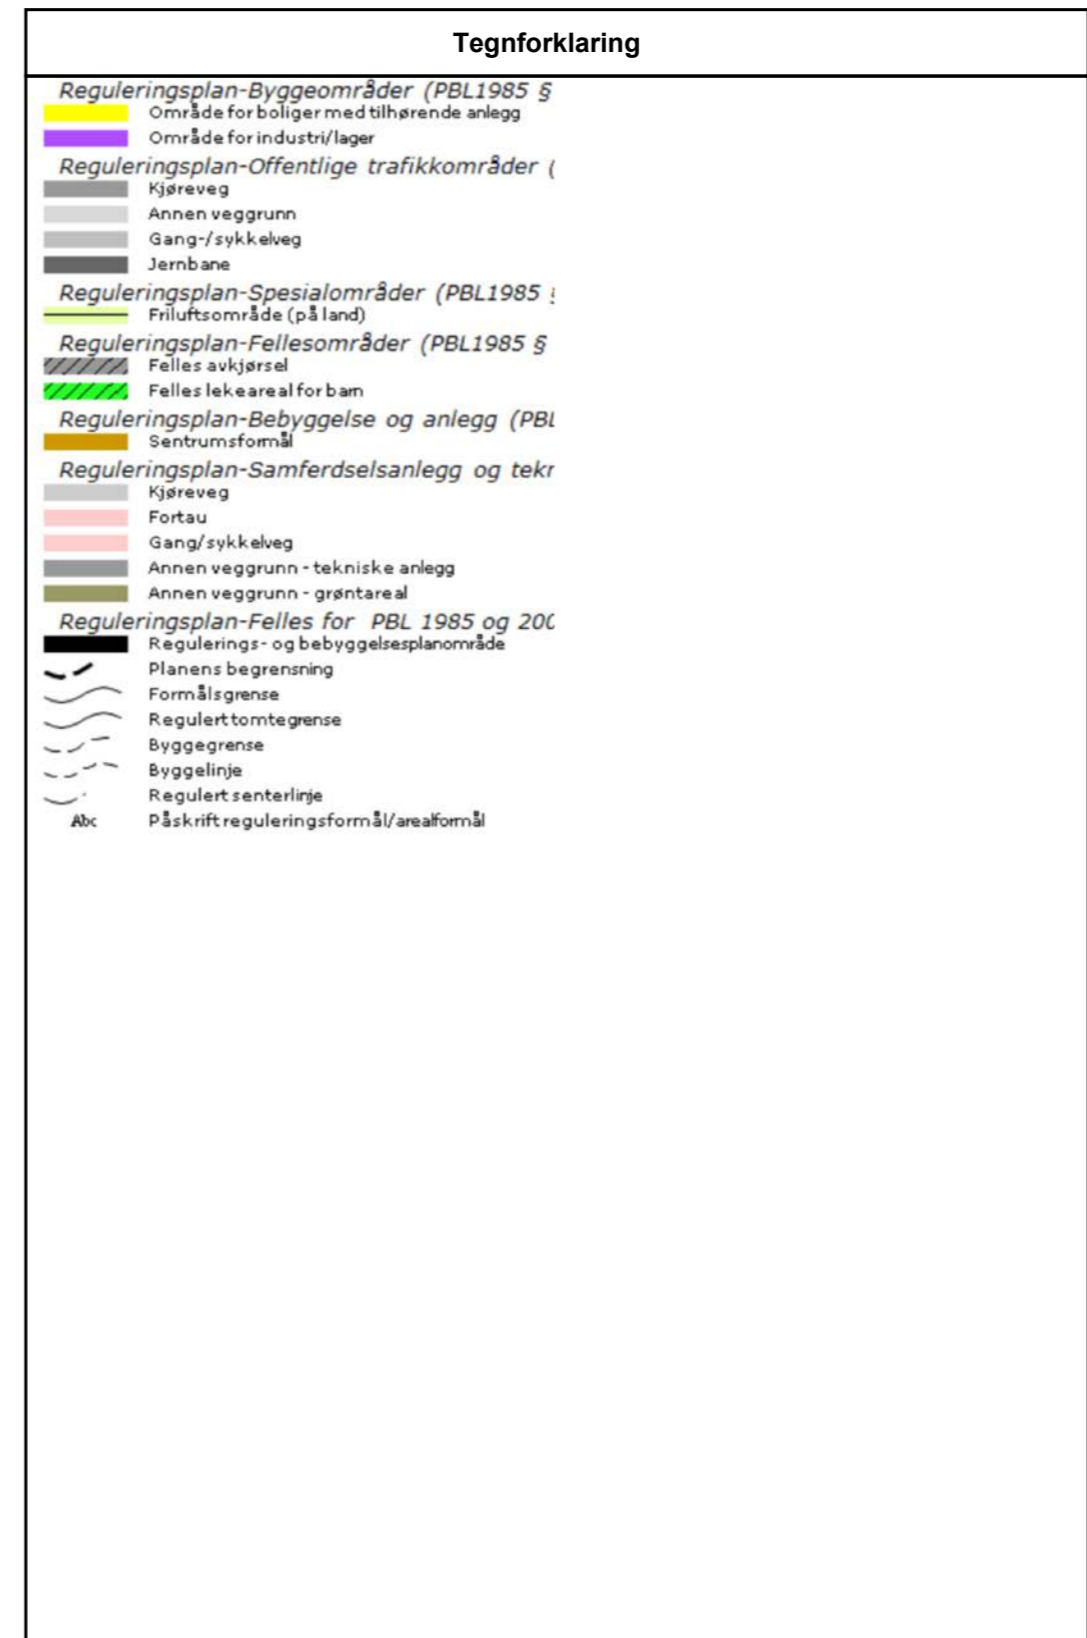 Tegnforklaring
Reguleringsplan-Byggeområder (PBL1985 §
Område for boliger med tilhørende anlegg
Område for industri/lager
Reguleringsplan-Offentlige trafikkområder (
Kjøreveg
Annen veggrunn
Gang-/sykkelveg
Jernbane
Reguleringsplan-Spesialområder (PBL1985 §
Friluftsområde (på land)
Reguleringsplan-Fellesområder (PBL1985 §
Felles avkjørsel
Felles lekeareal for barn
Reguleringsplan-Bebyggelse og anlegg (PBL
Sentrumsformål
Reguleringsplan-Samferdselsanlegg og tekn
Kjøreveg
Fortau
Gang/sykkelveg
Annen veggrunn - tekniske anlegg
Annen veggrunn - grøntareal
Reguleringsplan-Felles for PBL 1985 og 200
Regulerings- og bebyggelsesplanområde
Planens begrensning
Formålsgrense
Regulert tomtegrense
Byggegrense
Byggelinje
Regulert senterlinje
Abc Påskrift reguleringsformål/arealformål